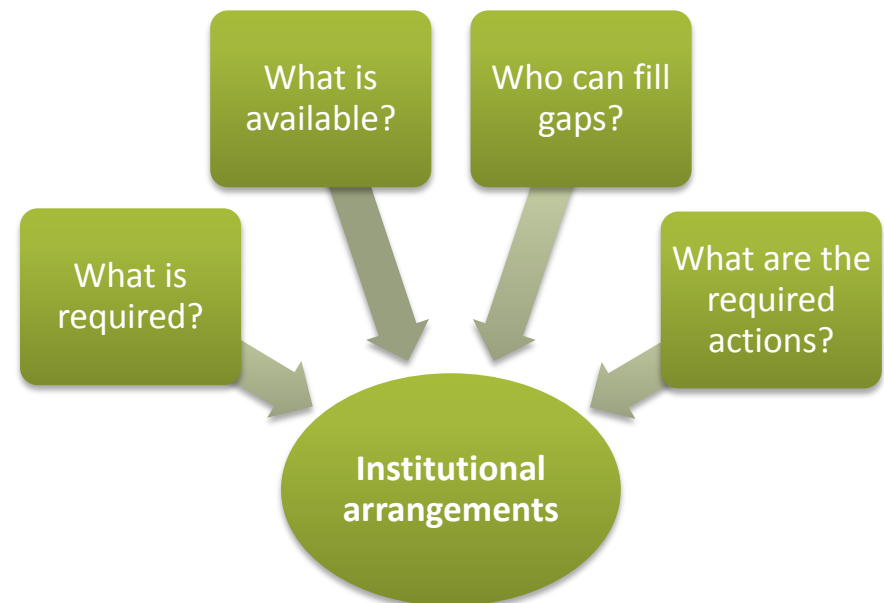 What is
available?
Who can fill
gaps?
What is
required?
What are the
required
actions?
Institutional
arrangements